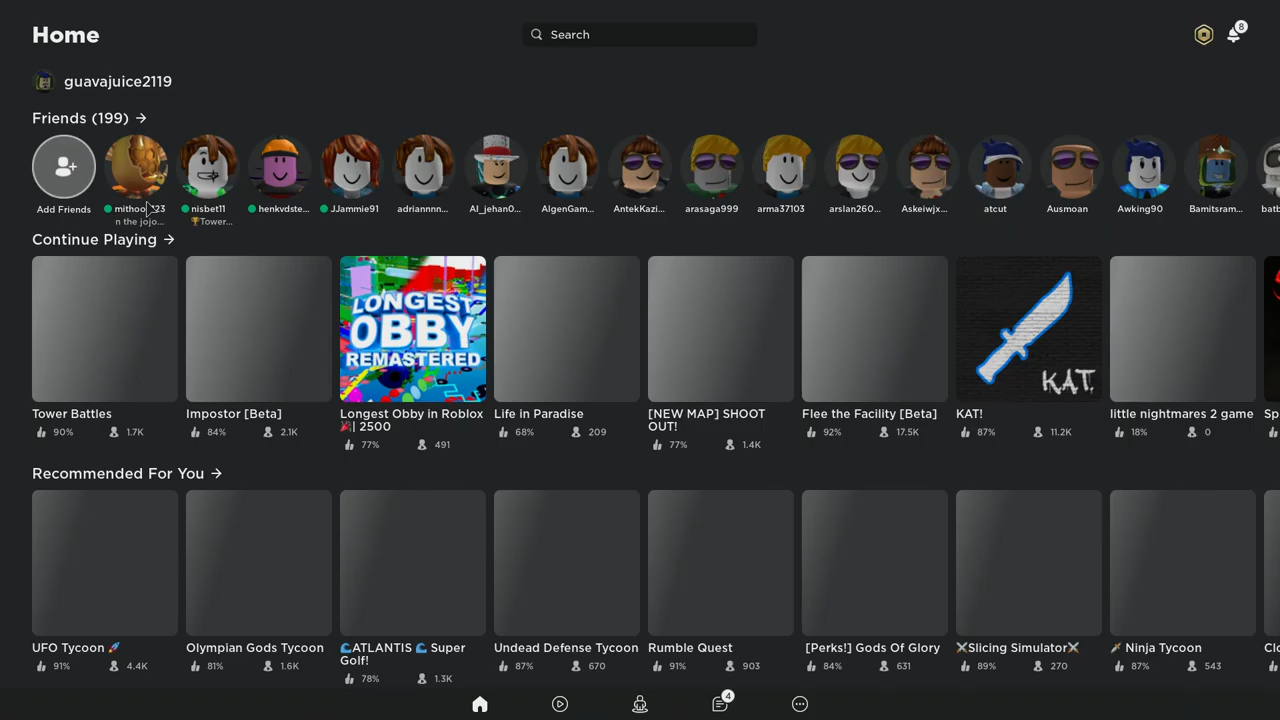 Home
Search
8
guavajuice2119
Friends (199) →
Add Friends
nisbet11
henkvdste...
JJammie91
adriannnn...
Al_jehan0...
AlgenGam...
AntekKazi...
arasaga999
arma37103
arslan260...
Askeiwjx...
atcut
Ausmoan
Awking90
Bamitsram...
n the jojo...
🏆Tower...
Continue Playing →
LONGEST
OBBY
REMASTERED
KAT.
Tower Battles
Impostor [Beta]
Longest Obby in Roblox
🎉| 2500
Life in Paradise
[NEW MAP] SHOOT
OUT!
Flee the Facility [Beta]
KAT!
little nightmares 2 game
Sp
90% 1.7K
84% 2.1K
77% 491
68% 209
77% 1.4K
92% 17.5K
87% 11.2K
18% 0
Recommended For You →
UFO Tycoon 🚀
Olympian Gods Tycoon
🌊ATLANTIS 🌊 Super
Golf!
Undead Defense Tycoon
Rumble Quest
[Perks!] Gods Of Glory
⚔️Slicing Simulator⚔️
🗡️ Ninja Tycoon
Clo
91% 4.4K
81% 1.6K
78% 1.3K
87% 670
91% 903
84% 631
89% 270
87% 543
4